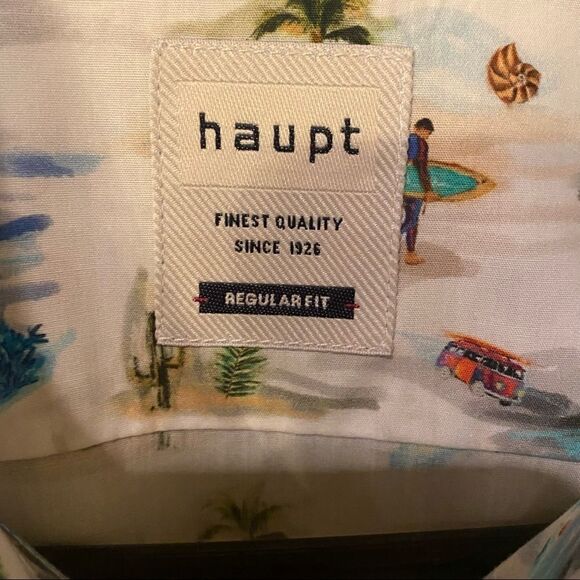 haupt
FINEST QUALITY
SINCE 1926
REGULAR FIT